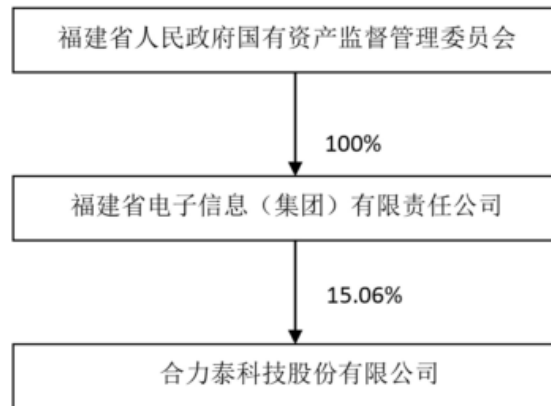 福建省人民政府国有资产监督管理委员会
100%
福建省电子信息（集团）有限责任公司
15.06%
合力泰科技股份有限公司